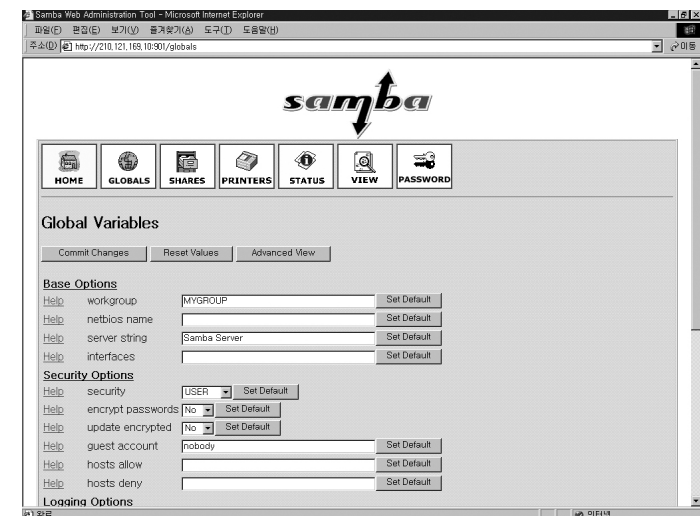 Samba Web Administration Tool - Microsoft Internet Explorer
파일(F) 편집(E) 보기(V) 즐겨찾기(A) 도구(T) 도움말(H)
주소(D) http://210,121,169,10:901/globals 이동
samba
HOME GLOBALS SHARES PRINTERS STATUS VIEW PASSWORD
Global Variables
Commit Changes Reset Values Advanced View
Base Options
Help workgroup MYGROUP Set Default
Help netbios name Set Default
Help server string Samba Server Set Default
Help interfaces Set Default
Security Options
Help security USER Set Default
Help encrypt passwords No Set Default
Help update encrypted No Set Default
Help guest account nobody Set Default
Help hosts allow Set Default
Help hosts deny Set Default
Logging Options
완료 인터넷